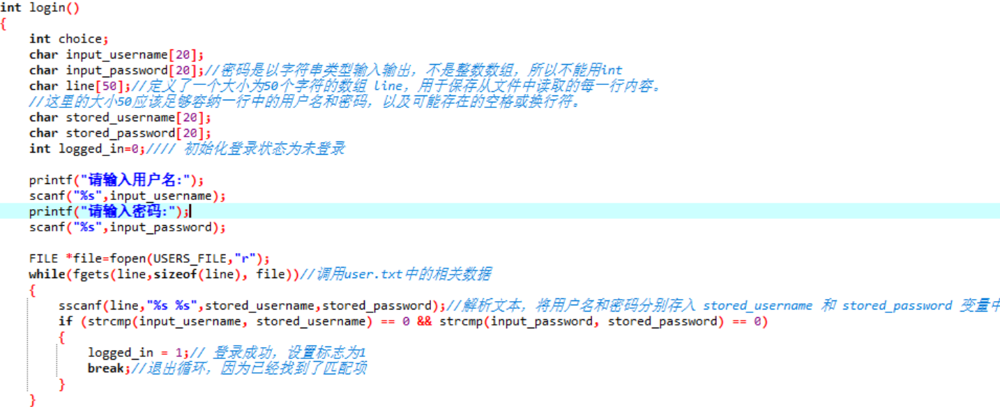 int login()
{
    int choice;
    char input_username[20];
    char input_password[20];//密码是以字符串类型输入输出，不是整数数组，所以不能用int
    char line[50];//定义了一个大小为50个字符的数组 line，用于保存从文件中读取的每一行内容。
    //这里的大小50应该足够容纳一行中的用户名和密码，以及可能存在的空格或换行符。
    char stored_username[20];
    char stored_password[20];
    int logged_in=0;//// 初始化登录状态为未登录
    printf("请输入用户名:");
    scanf("%s",input_username);
    printf("请输入密码:");
    scanf("%s",input_password);
    FILE *file=fopen(USERS_FILE,"r");
    while(fgets(line,sizeof(line), file))//调用user.txt中的相关数据
    {
        sscanf(line,"%s %s",stored_username,stored_password);//解析文本，将用户名和密码分别存入 stored_username 和 stored_password 变量中
        if (strcmp(input_username, stored_username) == 0 && strcmp(input_password, stored_password) == 0)
        {
            logged_in = 1;// 登录成功，设置标志为1
            break;//退出循环，因为已经找到了匹配项
        }
    }